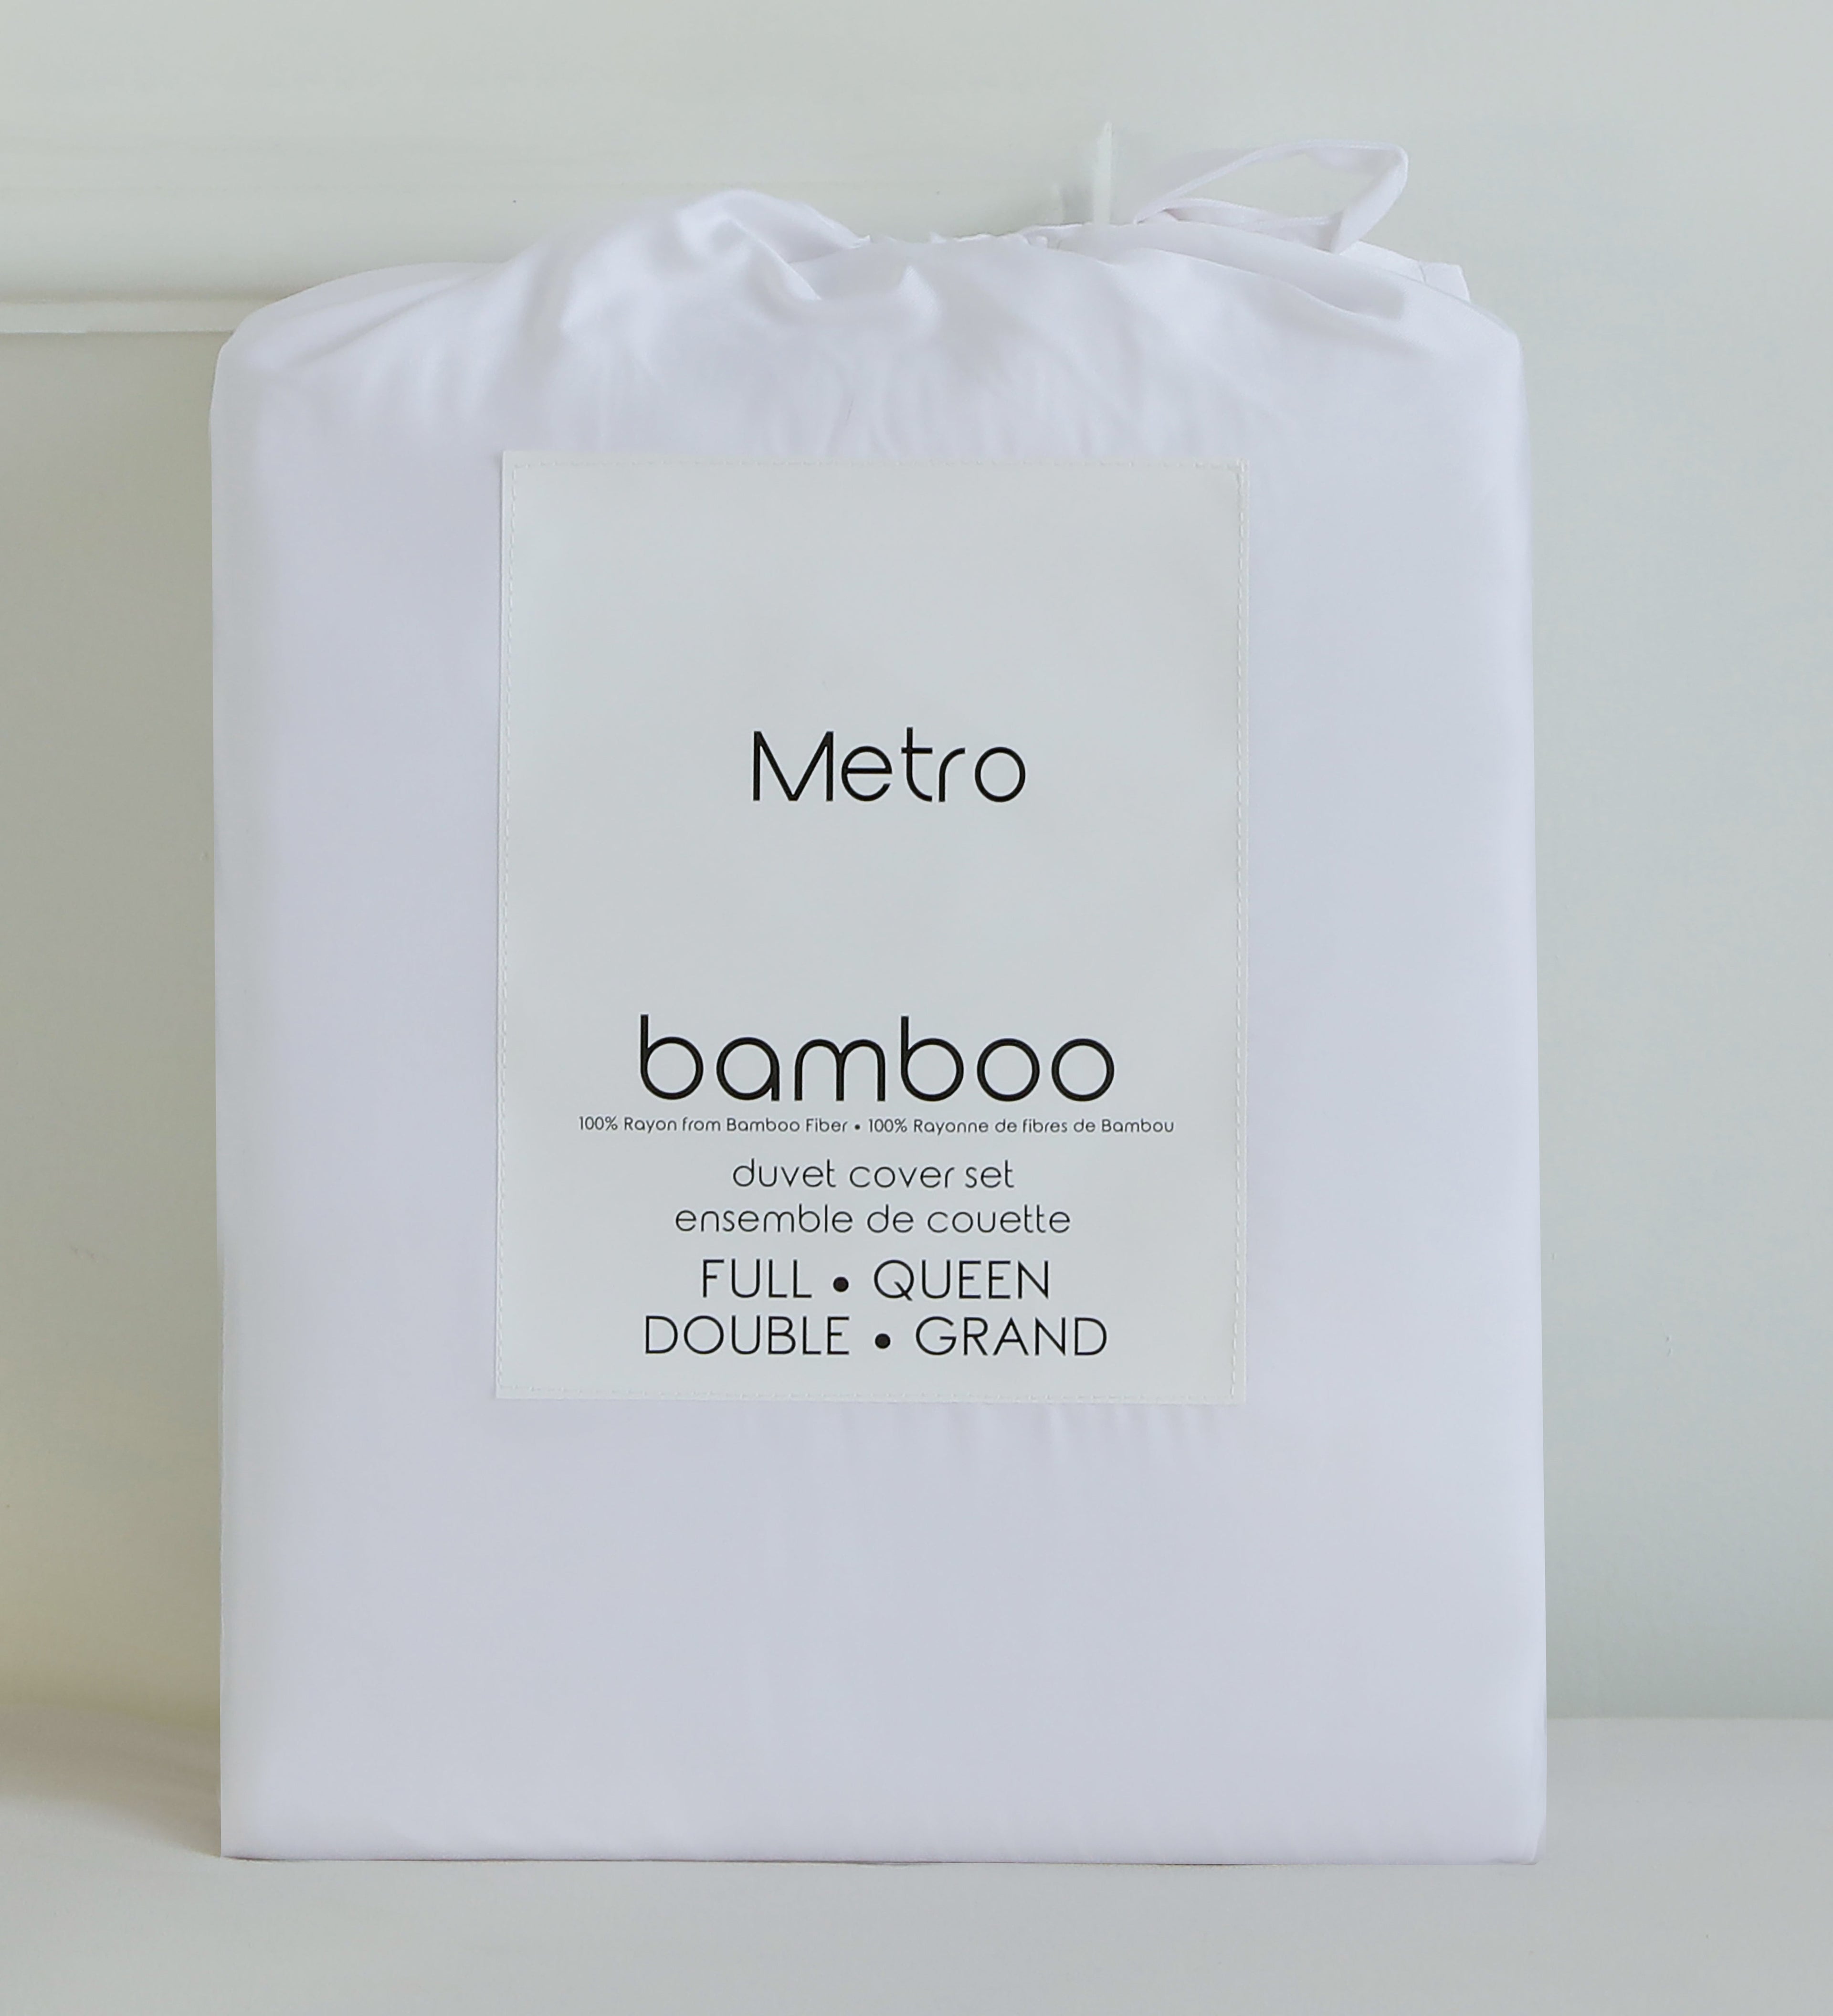 Metro
bamboo
100% Rayon from Bamboo Fiber • 100% Rayonne de fibres de Bambou
duvet cover set
ensemble de couette
FULL • QUEEN
DOUBLE • GRAND